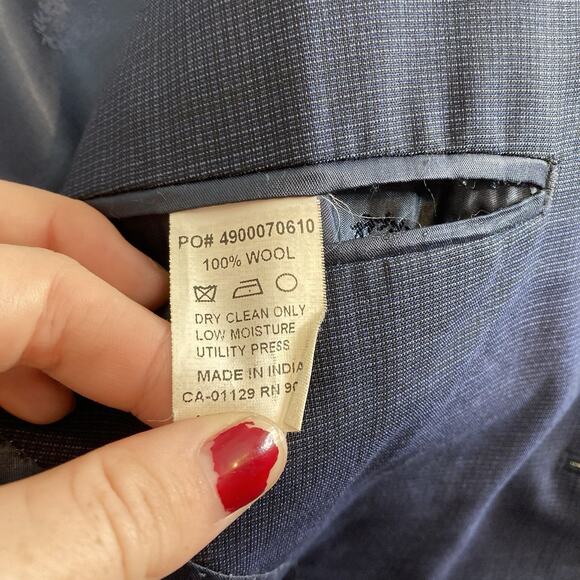 PO# 4900070610
100% WOOL
DRY CLEAN ONLY
LOW MOISTURE
UTILITY PRESS
MADE IN INDIA
CA-01129 RN